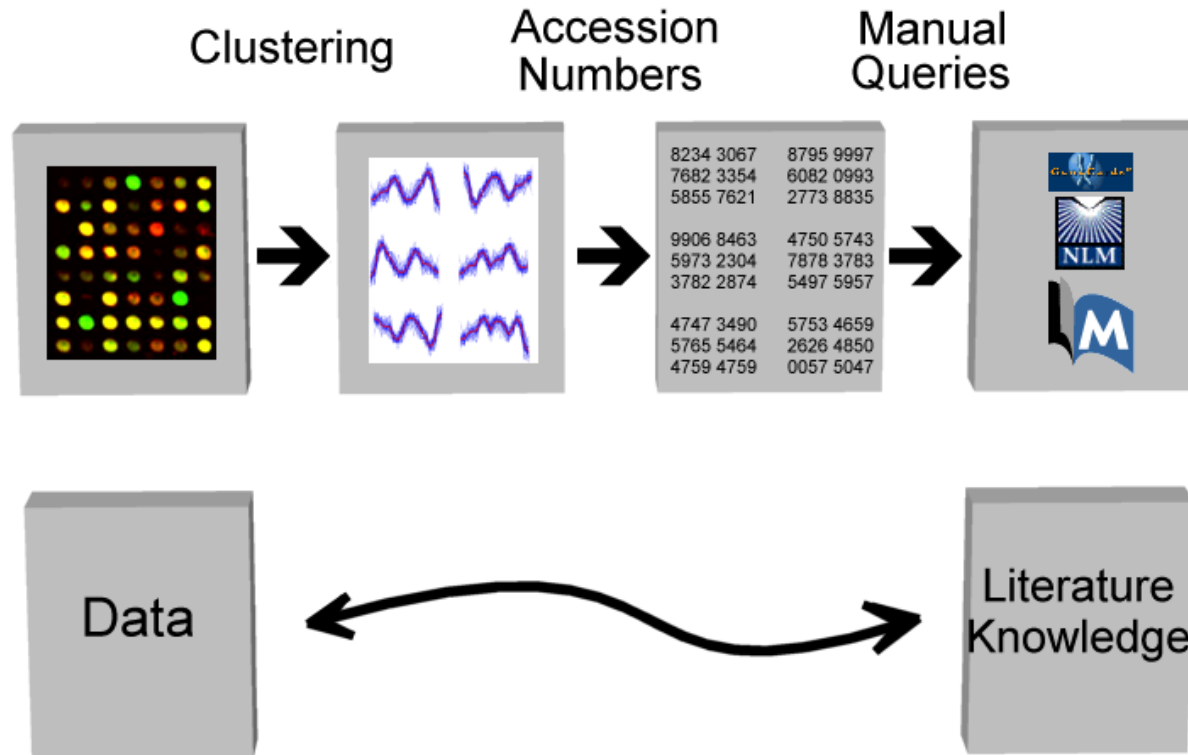 Clustering
Accession
Numbers
Manual
Queries
8234 3067
7682 3354
5855 7621
8795 9997
6082 0993
2773 8835
9906 8463
5973 2304
3782 2874
4750 5743
7878 3783
5497 5957
4747 3490
5765 5464
4759 4759
5753 4659
2626 4850
0057 5047
NLM
M
Data
Literature
Knowledge